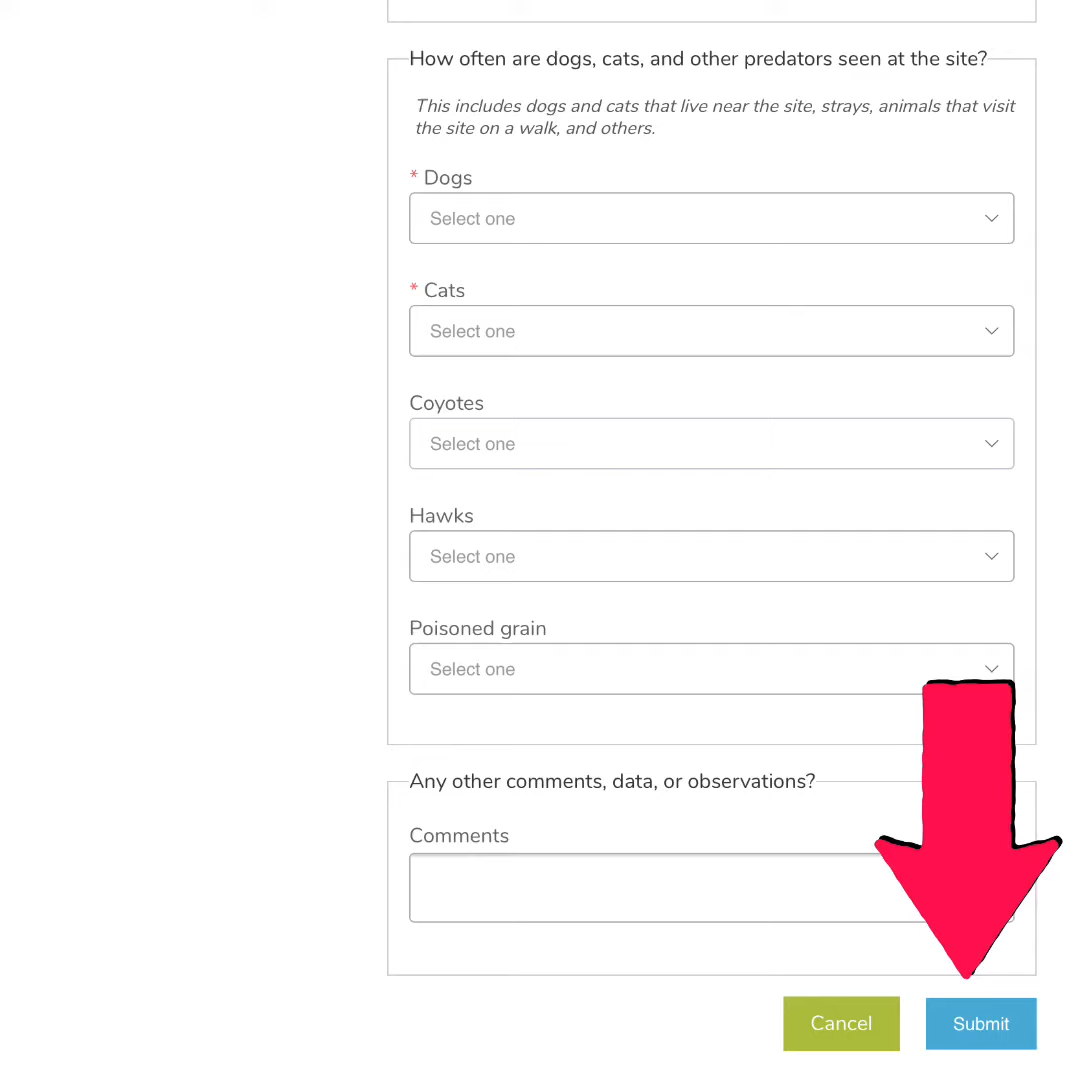 How often are dogs, cats, and other predators seen at the site?
This includes dogs and cats that live near the site, strays, animals that visit
the site on a walk, and others.
* Dogs
Select one
* Cats
Select one
Coyotes
Select one
Hawks
Select one
Poisoned grain
Select one
Any other comments, data, or observations?
Comments
Cancel
Submit